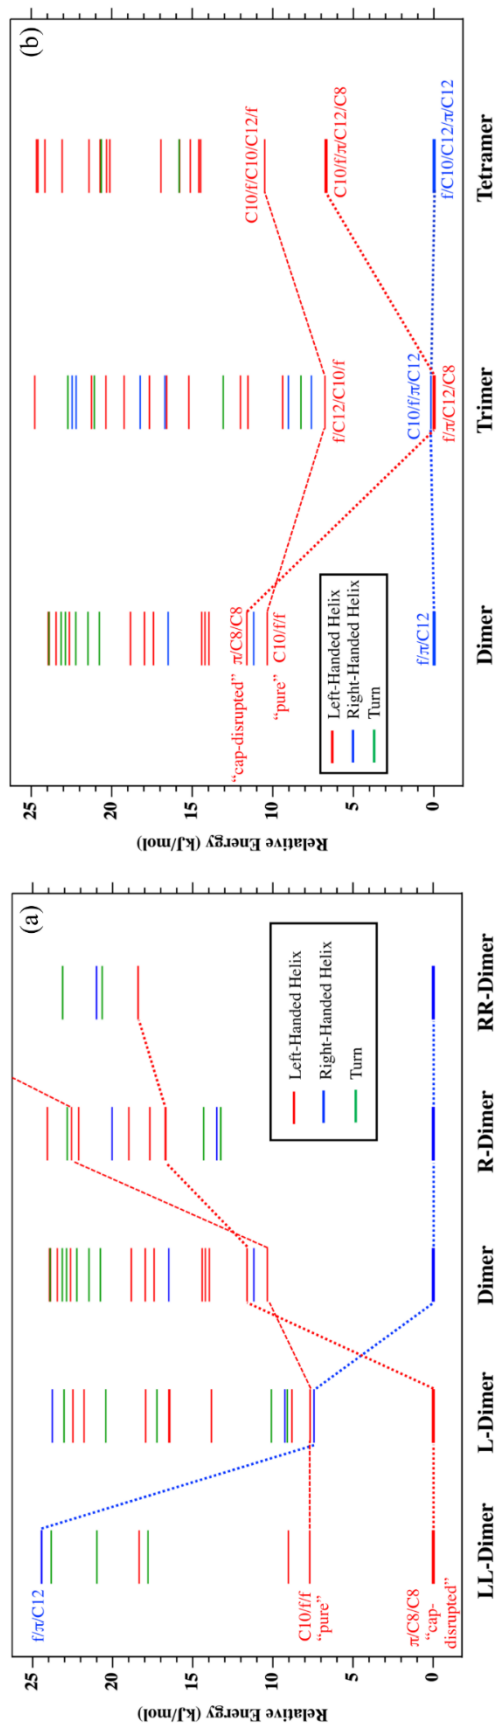 (a)
Relative Energy (kJ/mol)
25
20
15
10
5
0
f/π/C12
C10/f/f
“pure”
π/C8/C8
“cap-
disrupted”
Left-Handed Helix
Right-Handed Helix
Turn
LL-Dimer
L-Dimer
Dimer
R-Dimer
RR-Dimer
(b)
Relative Energy (kJ/mol)
25
20
15
10
5
0
“cap-disrupted” π/C8/C8
“pure” C10/f/f
f/π/C12
f/C12/C10/f
C10/f/π/C12
f/π/C12/C8
C10/f/C10/C12/f
C10/f/π/C12/C8
f/C10/C12/π/C12
Left-Handed Helix
Right-Handed Helix
Turn
Dimer
Trimer
Tetramer